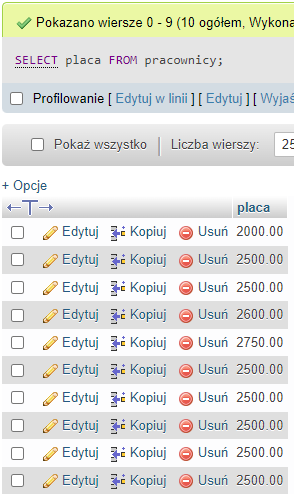 Pokazano wiersze 0 - 9 (10 ogółem,
SELECT placa FROM pracownicy;
Profilowanie [ Edytuj w linii ] [ Edytuj ] [
Pokaż wszystko Liczba wierszy: 25
+ Opcje
placa
Edytuj Kopiuj Usuń 2000.00
Edytuj Kopiuj Usuń 2500.00
Edytuj Kopiuj Usuń 2500.00
Edytuj Kopiuj Usuń 2600.00
Edytuj Kopiuj Usuń 2750.00
Edytuj Kopiuj Usuń 2500.00
Edytuj Kopiuj Usuń 2500.00
Edytuj Kopiuj Usuń 2500.00
Edytuj Kopiuj Usuń 2500.00
Edytuj Kopiuj Usuń 2500.00